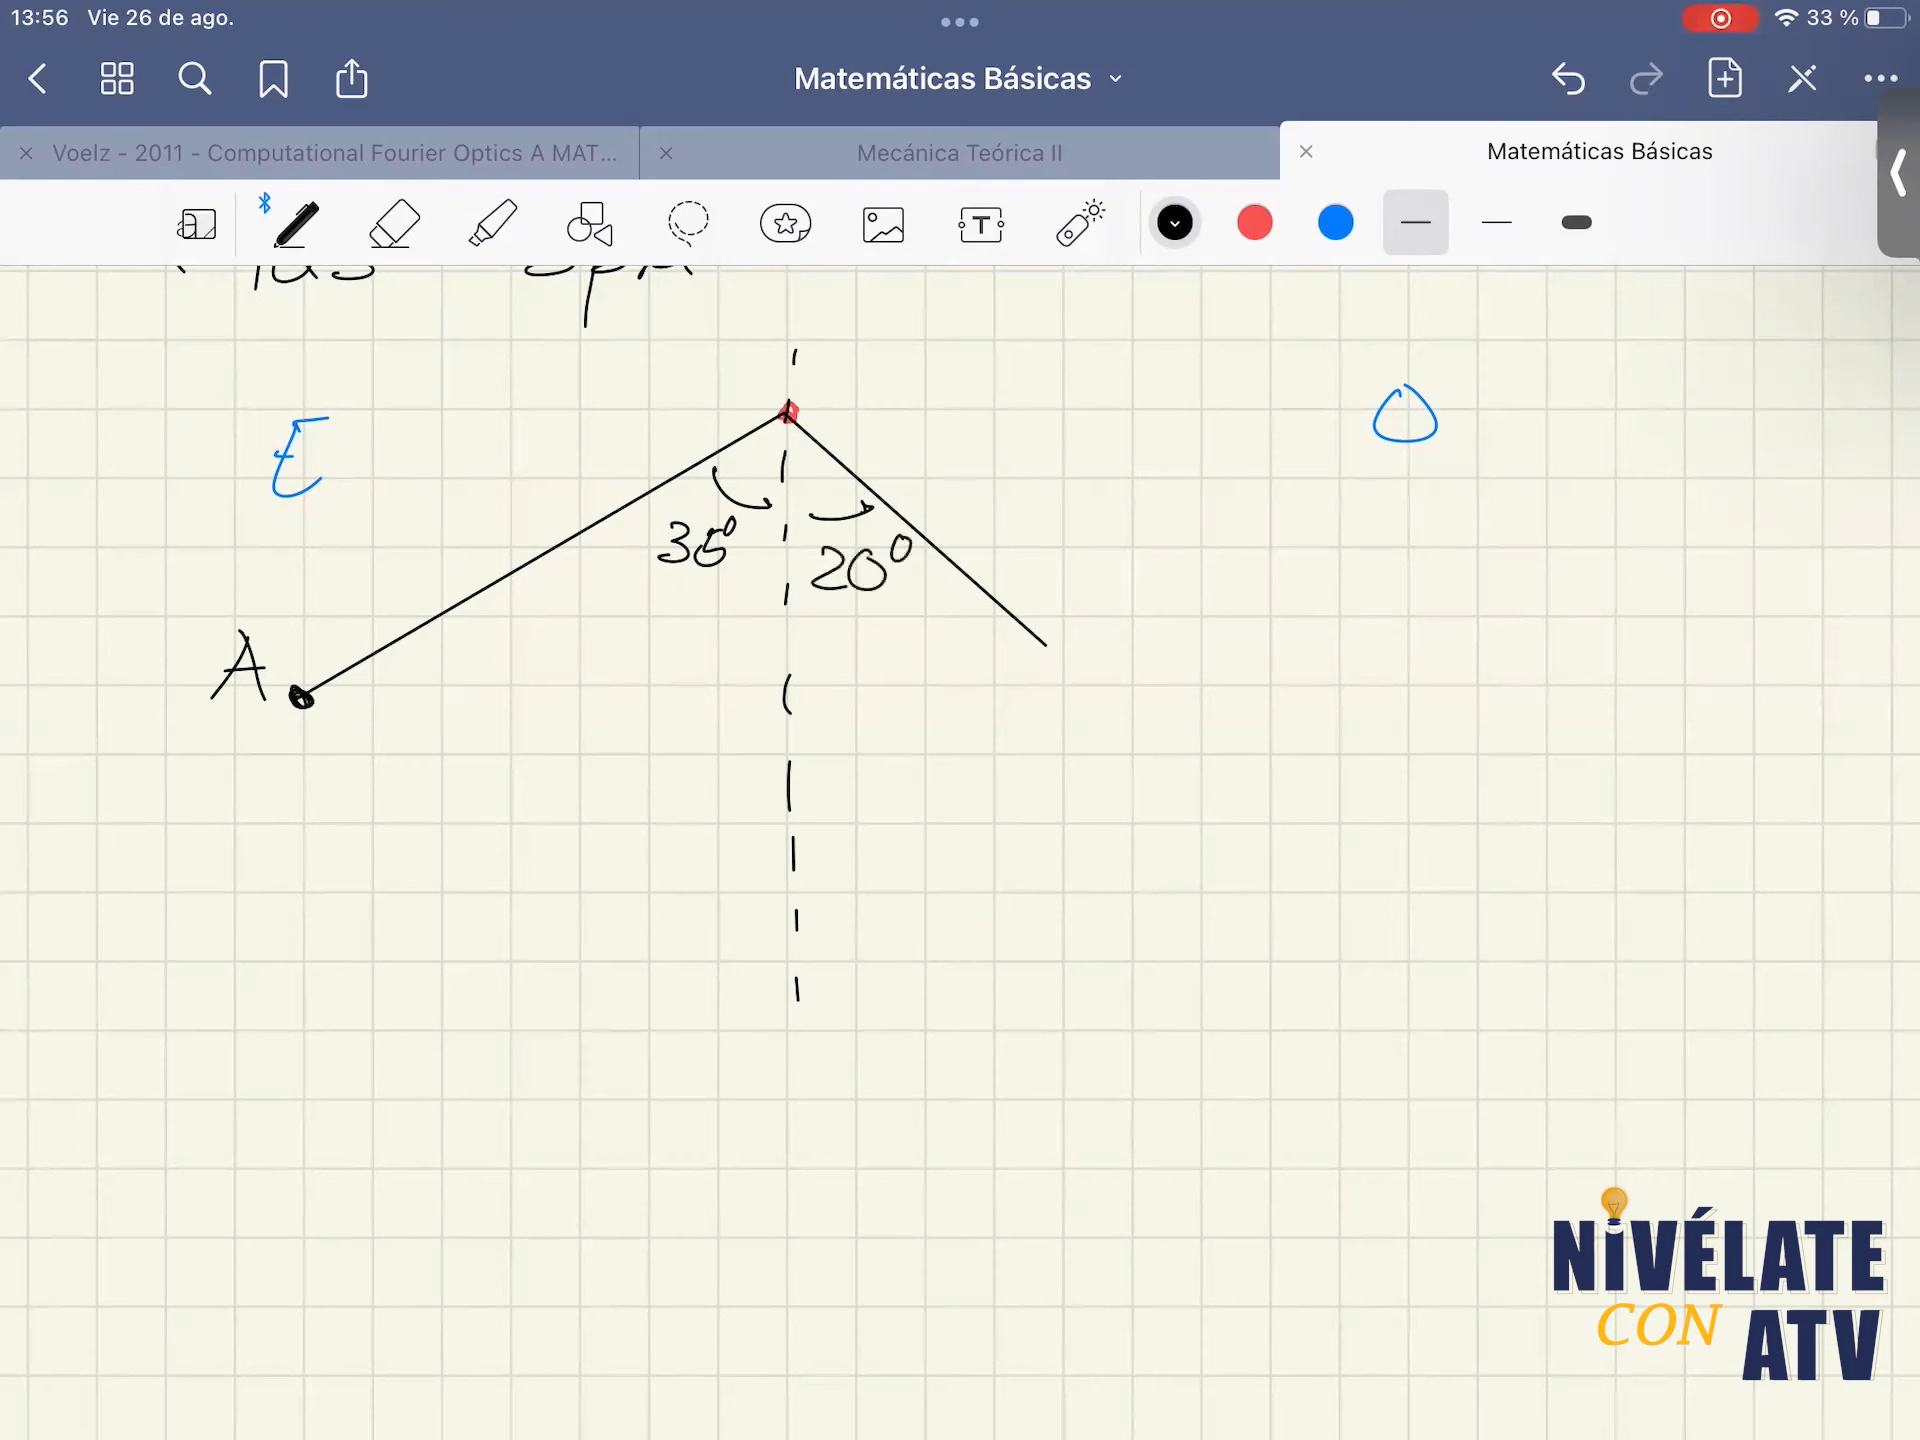 13:56 Vie 26 de ago. 33 %
Matemáticas Básicas
Voelz - 2011 - Computational Fourier Optics A MAT... Mecánica Teórica II Matemáticas Básicas
T
E
O
35°
20°
A
NIVÉLATE
CON
ATV